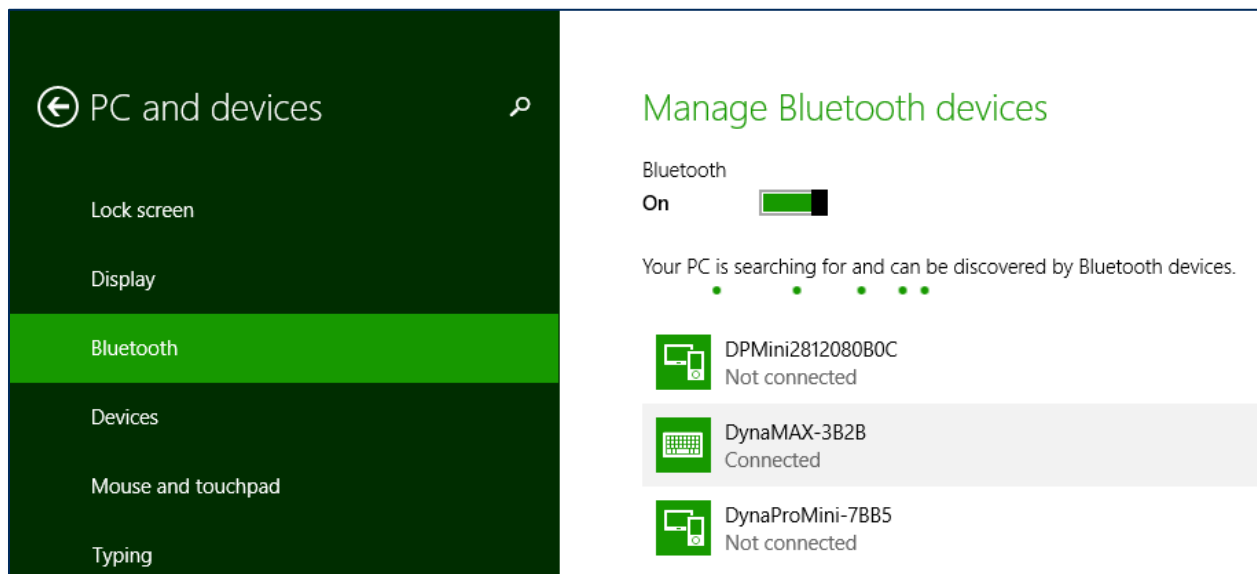 PC and devices
Lock screen
Display
Bluetooth
Devices
Mouse and touchpad
Typing
Manage Bluetooth devices
Bluetooth
On
Your PC is searching for and can be discovered by Bluetooth devices.
DPMini2812080B0C
Not connected
DynaMAX-3B2B
Connected
DynaProMini-7BB5
Not connected